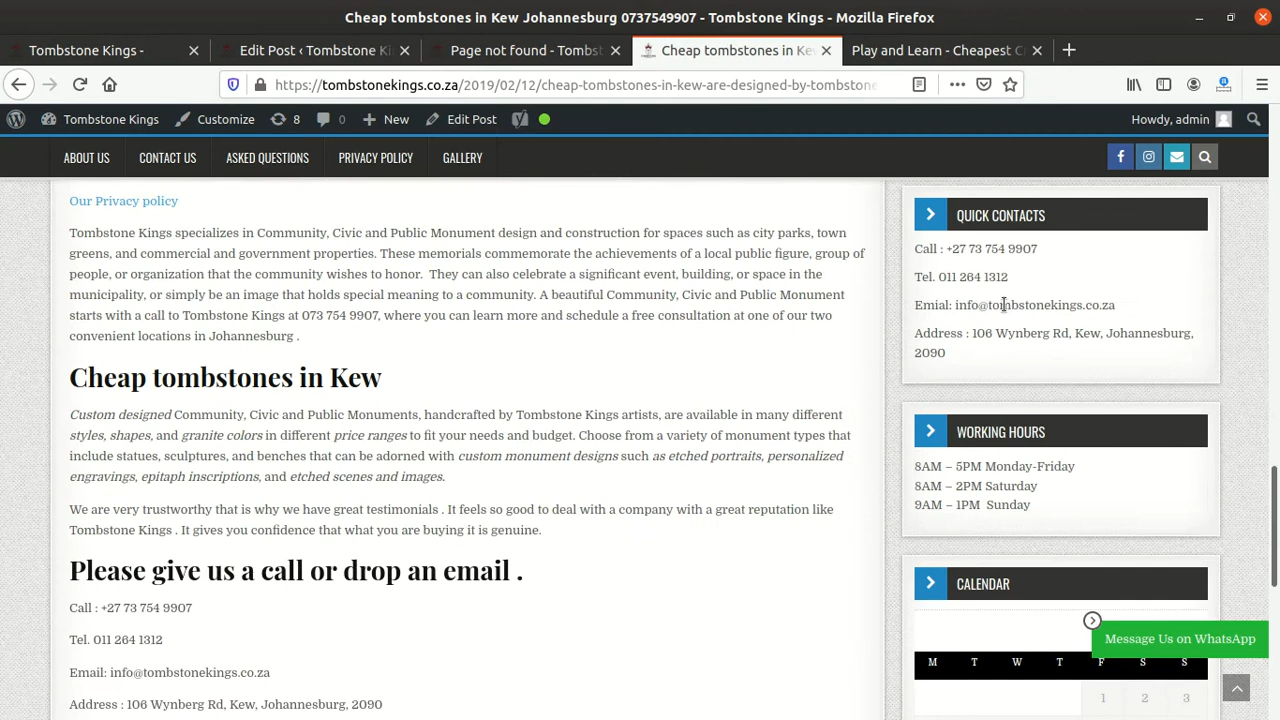 Cheap tombstones in Kew Johannesburg 0737549907 - Tombstone Kings - Mozilla Firefox
Tombstone Kings -
Edit Post ‹ Tombstone Ki
Page not found - Tombst
Cheap tombstones in Kew
Play and Learn - Cheapest C
https://tombstonekings.co.za/2019/02/12/cheap-tombstones-in-kew-are-designed-by-tombstone
Tombstone Kings
Customize
8
0
New
Edit Post
Howdy, admin
ABOUT US
CONTACT US
ASKED QUESTIONS
PRIVACY POLICY
GALLERY
Our Privacy policy
Tombstone Kings specializes in Community, Civic and Public Monument design and construction for spaces such as city parks, town
greens, and commercial and government properties. These memorials commemorate the achievements of a local public figure, group of
people, or organization that the community wishes to honor.  They can also celebrate a significant event, building, or space in the
municipality, or simply be an image that holds special meaning to a community. A beautiful Community, Civic and Public Monument
starts with a call to Tombstone Kings at 073 754 9907, where you can learn more and schedule a free consultation at one of our two
convenient locations in Johannesburg .
Cheap tombstones in Kew
Custom designed Community, Civic and Public Monuments, handcrafted by Tombstone Kings artists, are available in many different
styles, shapes, and granite colors in different price ranges to fit your needs and budget. Choose from a variety of monument types that
include statues, sculptures, and benches that can be adorned with custom monument designs such as etched portraits, personalized
engravings, epitaph inscriptions, and etched scenes and images.
We are very trustworthy that is why we have great testimonials . It feels so good to deal with a company with a great reputation like
Tombstone Kings . It gives you confidence that what you are buying it is genuine.
Please give us a call or drop an email .
Call : +27 73 754 9907
Tel. 011 264 1312
Email: info@tombstonekings.co.za
Address : 106 Wynberg Rd, Kew, Johannesburg, 2090
QUICK CONTACTS
Call : +27 73 754 9907
Tel. 011 264 1312
Emial: info@tombstonekings.co.za
Address : 106 Wynberg Rd, Kew, Johannesburg,
2090
WORKING HOURS
8AM – 5PM Monday-Friday
8AM – 2PM Saturday
9AM – 1PM  Sunday
CALENDAR
Message Us on WhatsApp
M T W T F S S
1 2 3